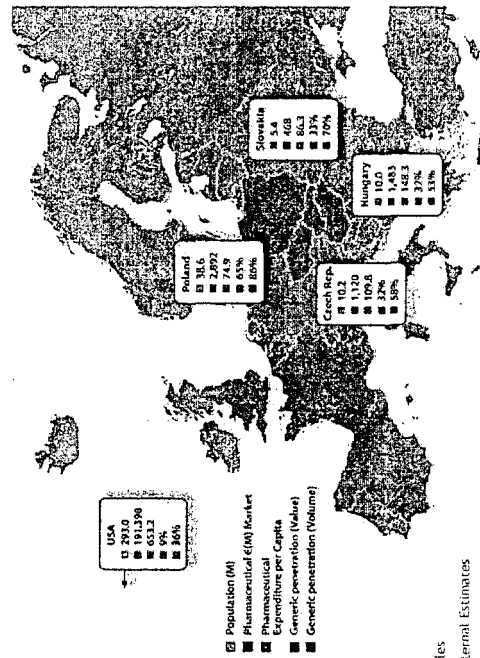 USA
293.0
191,398
653.2
9%
36%
Poland
38.6
2,892
74.9
65%
86%
Slovakia
5.4
468
86.3
33%
70%
Czech Rep.
10.2
1,120
109.8
32%
58%
Hungary
10.0
1,483
148.3
32%
53%
Population (M)
Pharmaceutical €(M) Market
Pharmaceutical
Expenditure per Capita
Generic penetration (Value)
Generic penetration (Volume)
les
ternal Estimates